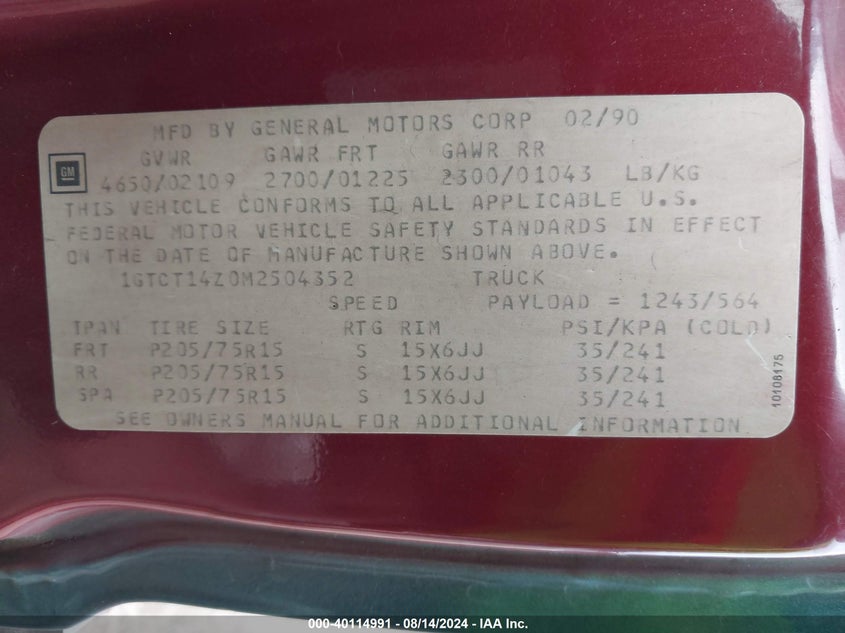 MFD BY GENERAL MOTORS CORP 02/90
GVWR GAWR FRT GAWR RR
GM
4650/02109 2700/01225 2300/01043 LB/KG
THIS VEHICLE CONFORMS TO ALL APPLICABLE U.S.
FEDERAL MOTOR VEHICLE SAFETY STANDARDS IN EFFECT
ON THE DATE OF MANUFACTURE SHOWN ABOVE.
1GTCT14Z0M2504352 TRUCK
SPEED PAYLOAD = 1243/564
TPAN TIRE SIZE RTG RIM PSI/KPA (COLD)
FRT P205/75R15 S 15X6JJ 35/241
RR P205/75R15 S 15X6JJ 35/241
SPA P205/75R15 S 15X6JJ 35/241
SEE OWNERS MANUAL FOR ADDITIONAL INFORMATION
10108175
000-40114991 - 08/14/2024 - IAA Inc.